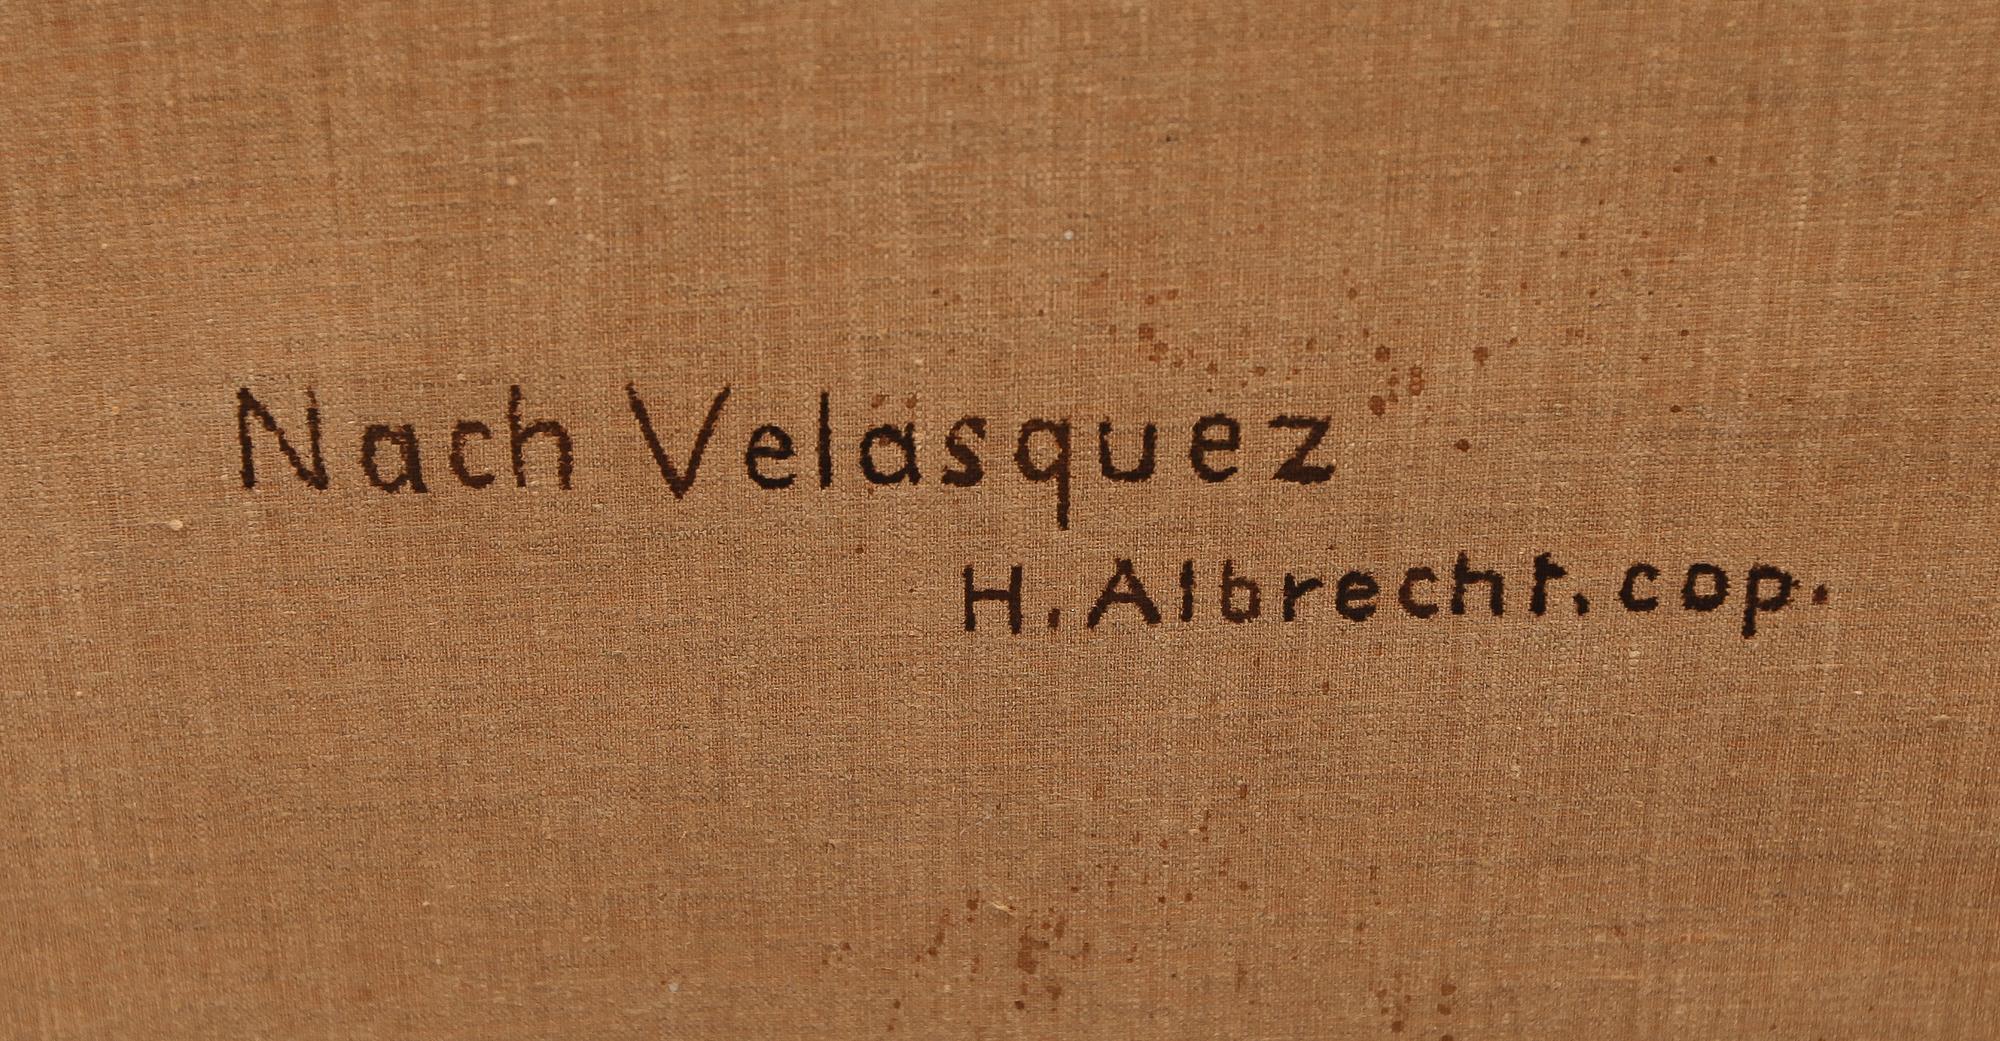 Nach Velasquez
H. Albrecht. cop.